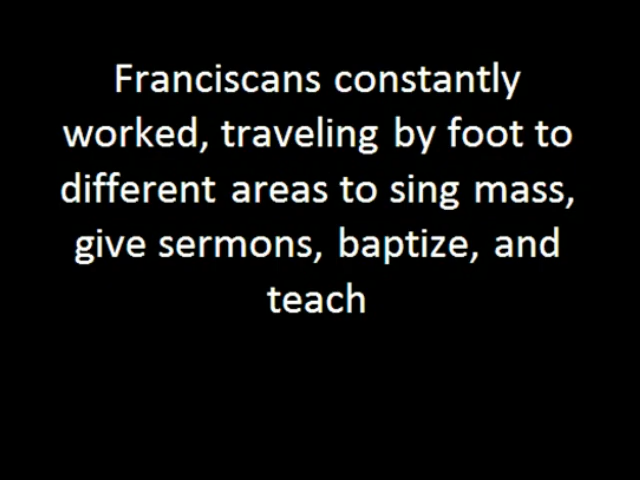 Franciscans constantly
worked, traveling by foot to
different areas to sing mass,
give sermons, baptize, and
teach